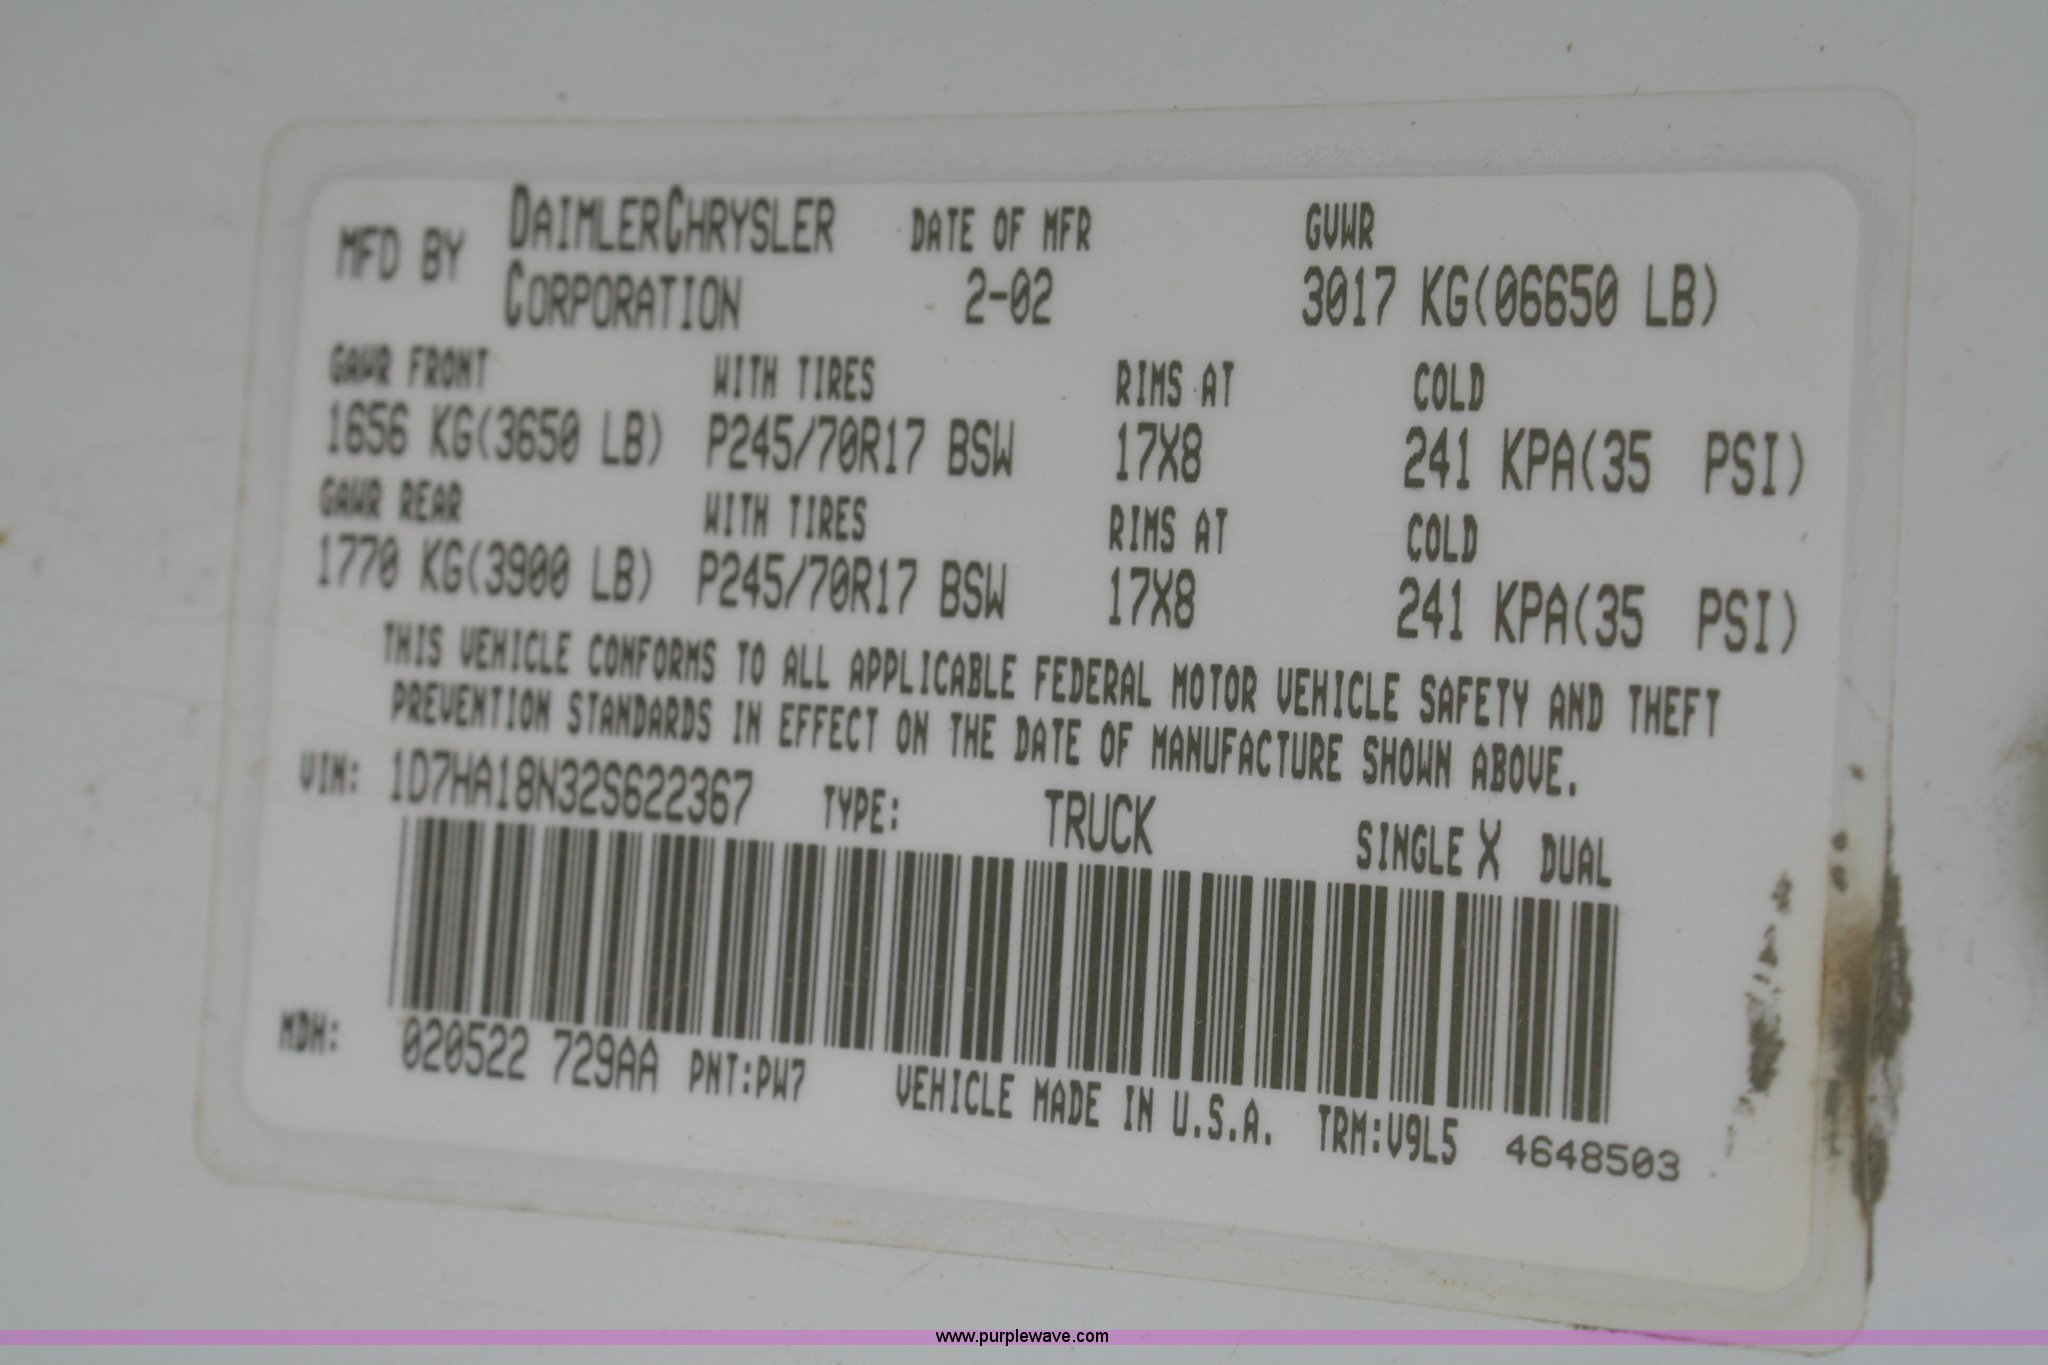 MFD BY DAIMLERCHRYSLER CORPORATION DATE OF MFR 2-02 GVWR 3017 KG(06650 LB)
GAWR FRONT WITH TIRES RIMS AT COLD
1656 KG(3650 LB) P245/70R17 BSW 17X8 241 KPA(35 PSI)
GAWR REAR WITH TIRES RIMS AT COLD
1770 KG(3900 LB) P245/70R17 BSW 17X8 241 KPA(35 PSI)
THIS VEHICLE CONFORMS TO ALL APPLICABLE FEDERAL MOTOR VEHICLE SAFETY AND THEFT
PREVENTION STANDARDS IN EFFECT ON THE DATE OF MANUFACTURE SHOWN ABOVE.
VIN: 1D7HA18N32S622367 TYPE: TRUCK SINGLE X DUAL
MDH: 020522 729AA PNT:PW7 VEHICLE MADE IN U.S.A. TRM:V9L5 4648503
www.purplewave.com